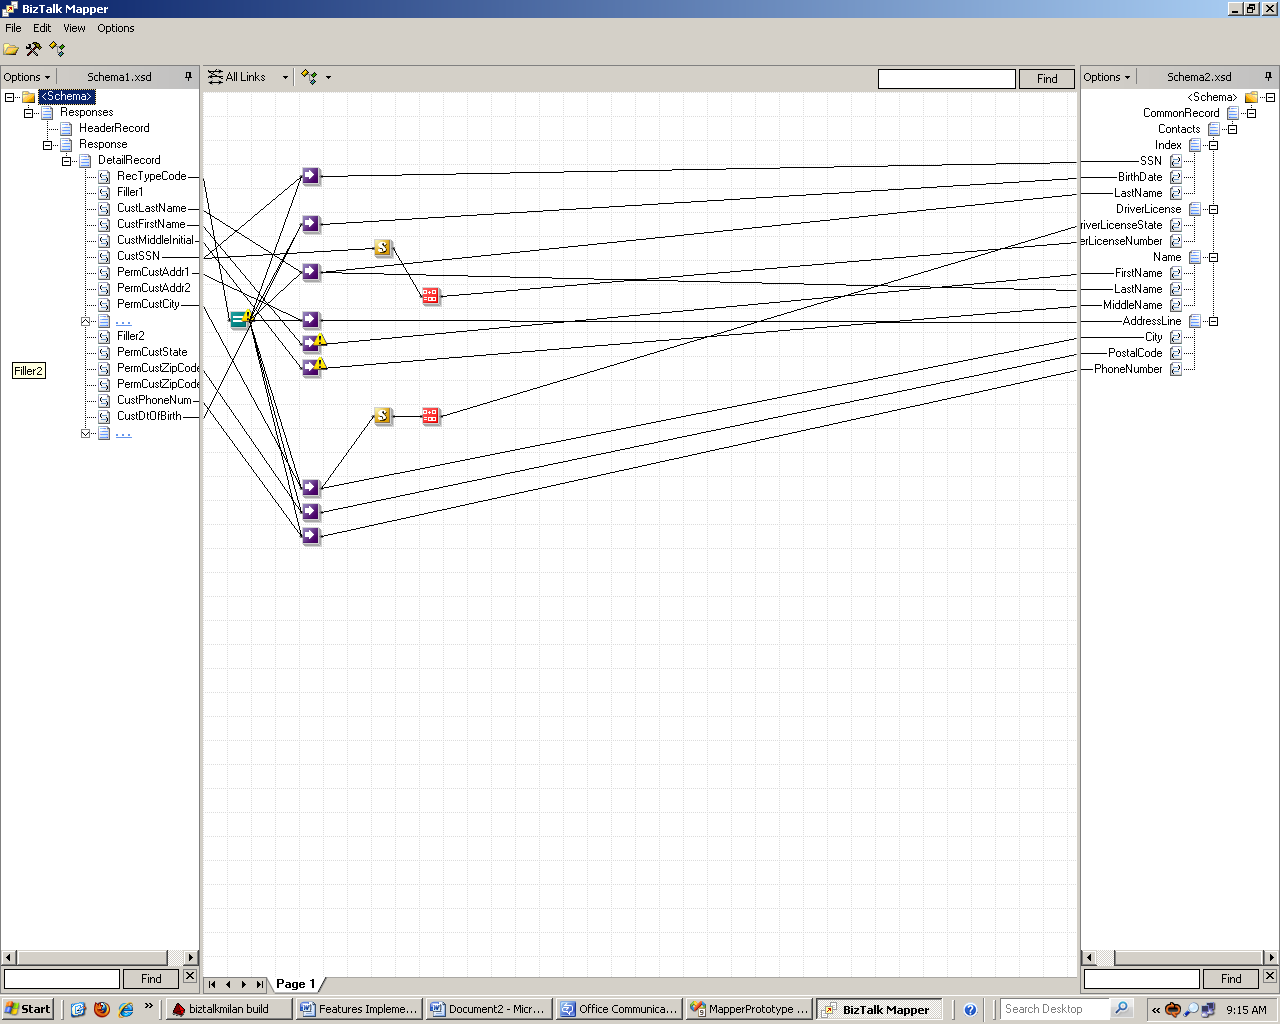 BizTalk Mapper
File Edit View Options
Options Schema1.xsd
All Links
Find
Options Schema2.xsd
<Schema>
Responses
HeaderRecord
Response
DetailRecord
RecTypeCode
Filler1
CustLastName
CustFirstName
CustMiddleInitial
CustSSN
PermCustAddr1
PermCustAddr2
PermCustCity
...
Filler2
PermCustState
PermCustZipCode
PermCustZipCode
CustPhoneNum
CustDtOfBirth
...
Filler2
<Schema>
CommonRecord
Contacts
Index
SSN
BirthDate
LastName
DriverLicense
riverLicenseState
erLicenseNumber
Name
FirstName
LastName
MiddleName
AddressLine
City
PostalCode
PhoneNumber
Find
Page 1
Find
Start
biztalkmilan build
Features Impleme...
Document2 - Micr...
Office Communica...
MapperPrototype ...
BizTalk Mapper
Search Desktop
9:15 AM